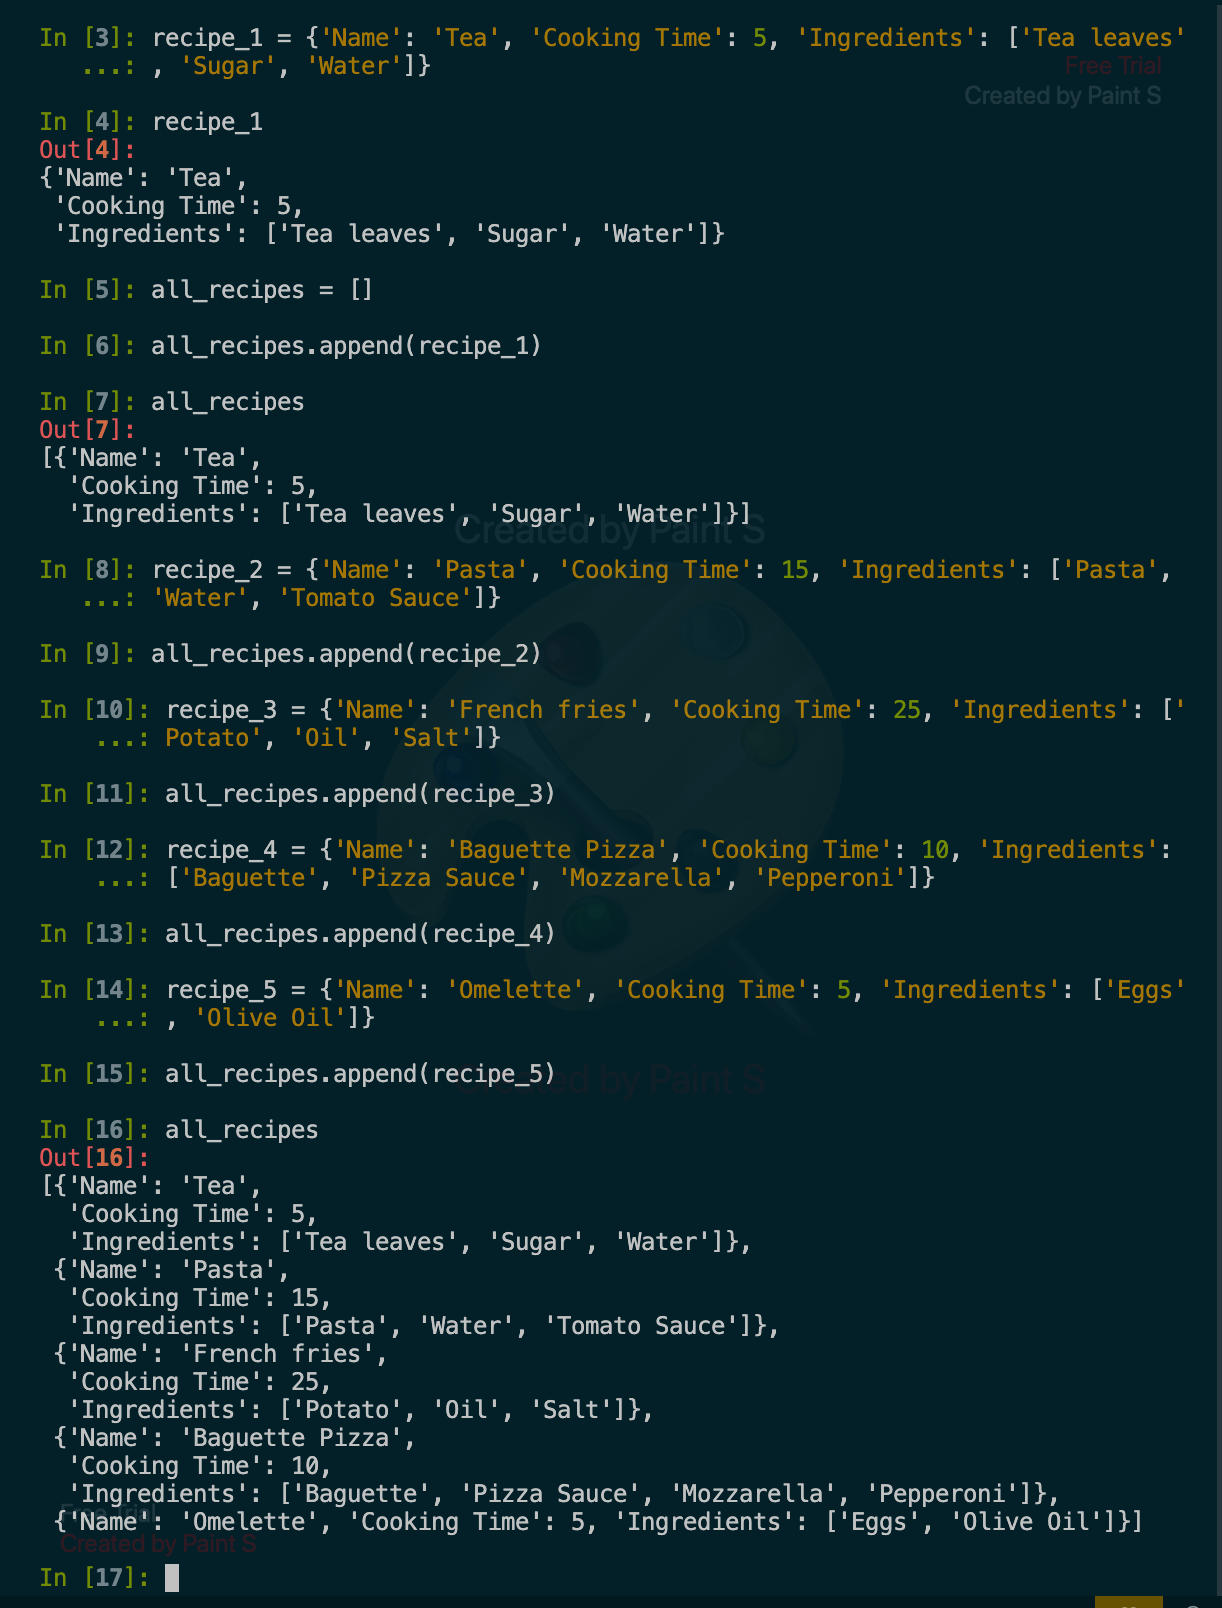 In [3]: recipe_1 = {'Name': 'Tea', 'Cooking Time': 5, 'Ingredients': ['Tea leaves'
...: , 'Sugar', 'Water']}
Free Trial
Created by Paint S
In [4]: recipe_1
Out[4]:
{'Name': 'Tea',
'Cooking Time': 5,
'Ingredients': ['Tea leaves', 'Sugar', 'Water']}
In [5]: all_recipes = []
In [6]: all_recipes.append(recipe_1)
In [7]: all_recipes
Out[7]:
[{'Name': 'Tea',
'Cooking Time': 5,
'Ingredients': ['Tea leaves', 'Sugar', 'Water']}]
Created by Paint S
In [8]: recipe_2 = {'Name': 'Pasta', 'Cooking Time': 15, 'Ingredients': ['Pasta',
...: 'Water', 'Tomato Sauce']}
In [9]: all_recipes.append(recipe_2)
In [10]: recipe_3 = {'Name': 'French fries', 'Cooking Time': 25, 'Ingredients': ['
...: Potato', 'Oil', 'Salt']}
In [11]: all_recipes.append(recipe_3)
In [12]: recipe_4 = {'Name': 'Baguette Pizza', 'Cooking Time': 10, 'Ingredients':
...: ['Baguette', 'Pizza Sauce', 'Mozzarella', 'Pepperoni']}
In [13]: all_recipes.append(recipe_4)
In [14]: recipe_5 = {'Name': 'Omelette', 'Cooking Time': 5, 'Ingredients': ['Eggs'
...: , 'Olive Oil']}
In [15]: all_recipes.append(recipe_5)
Created by Paint S
In [16]: all_recipes
Out[16]:
[{'Name': 'Tea',
'Cooking Time': 5,
'Ingredients': ['Tea leaves', 'Sugar', 'Water']},
{'Name': 'Pasta',
'Cooking Time': 15,
'Ingredients': ['Pasta', 'Water', 'Tomato Sauce']},
{'Name': 'French fries',
'Cooking Time': 25,
'Ingredients': ['Potato', 'Oil', 'Salt']},
{'Name': 'Baguette Pizza',
'Cooking Time': 10,
'Ingredients': ['Baguette', 'Pizza Sauce', 'Mozzarella', 'Pepperoni']},
Free Trial
{'Name': 'Omelette', 'Cooking Time': 5, 'Ingredients': ['Eggs', 'Olive Oil']}]
Created by Paint S
In [17]: